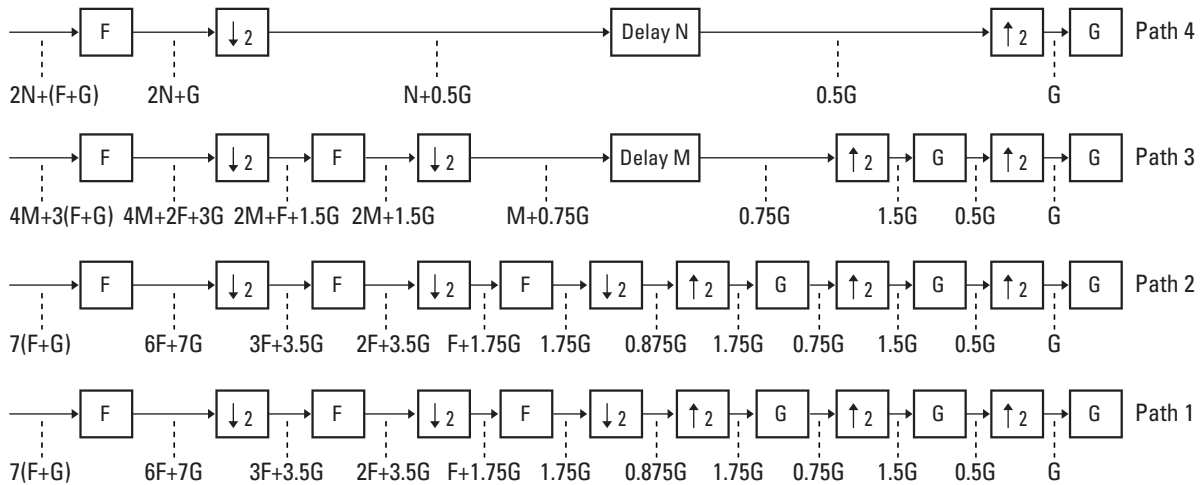 F ↓2 Delay N ↑2 G Path 4
2N+(F+G) 2N+G N+0.5G 0.5G G
F ↓2 F ↓2 Delay M ↑2 G ↑2 G Path 3
4M+3(F+G) 4M+2F+3G 2M+F+1.5G 2M+1.5G M+0.75G 0.75G 1.5G 0.5G G
F ↓2 F ↓2 F ↓2 ↑2 G ↑2 G ↑2 G Path 2
7(F+G) 6F+7G 3F+3.5G 2F+3.5G F+1.75G 1.75G 0.875G 1.75G 0.75G 1.5G 0.5G G
F ↓2 F ↓2 F ↓2 ↑2 G ↑2 G ↑2 G Path 1
7(F+G) 6F+7G 3F+3.5G 2F+3.5G F+1.75G 1.75G 0.875G 1.75G 0.75G 1.5G 0.5G G